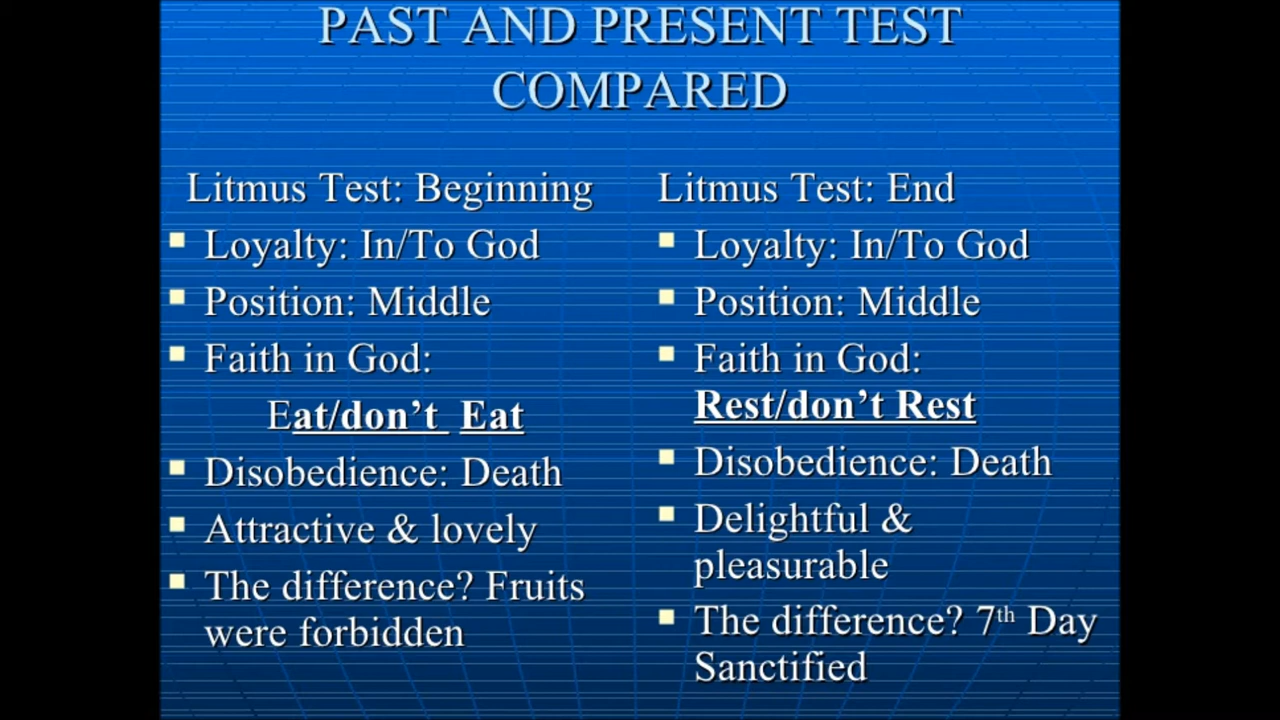 PAST AND PRESENT TEST
COMPARED
Litmus Test: Beginning
Loyalty: In/To God
Position: Middle
Faith in God:
Eat/don’t Eat
Disobedience: Death
Attractive & lovely
The difference? Fruits
were forbidden
Litmus Test: End
Loyalty: In/To God
Position: Middle
Faith in God:
Rest/don’t Rest
Disobedience: Death
Delightful &
pleasurable
The difference? 7th Day
Sanctified